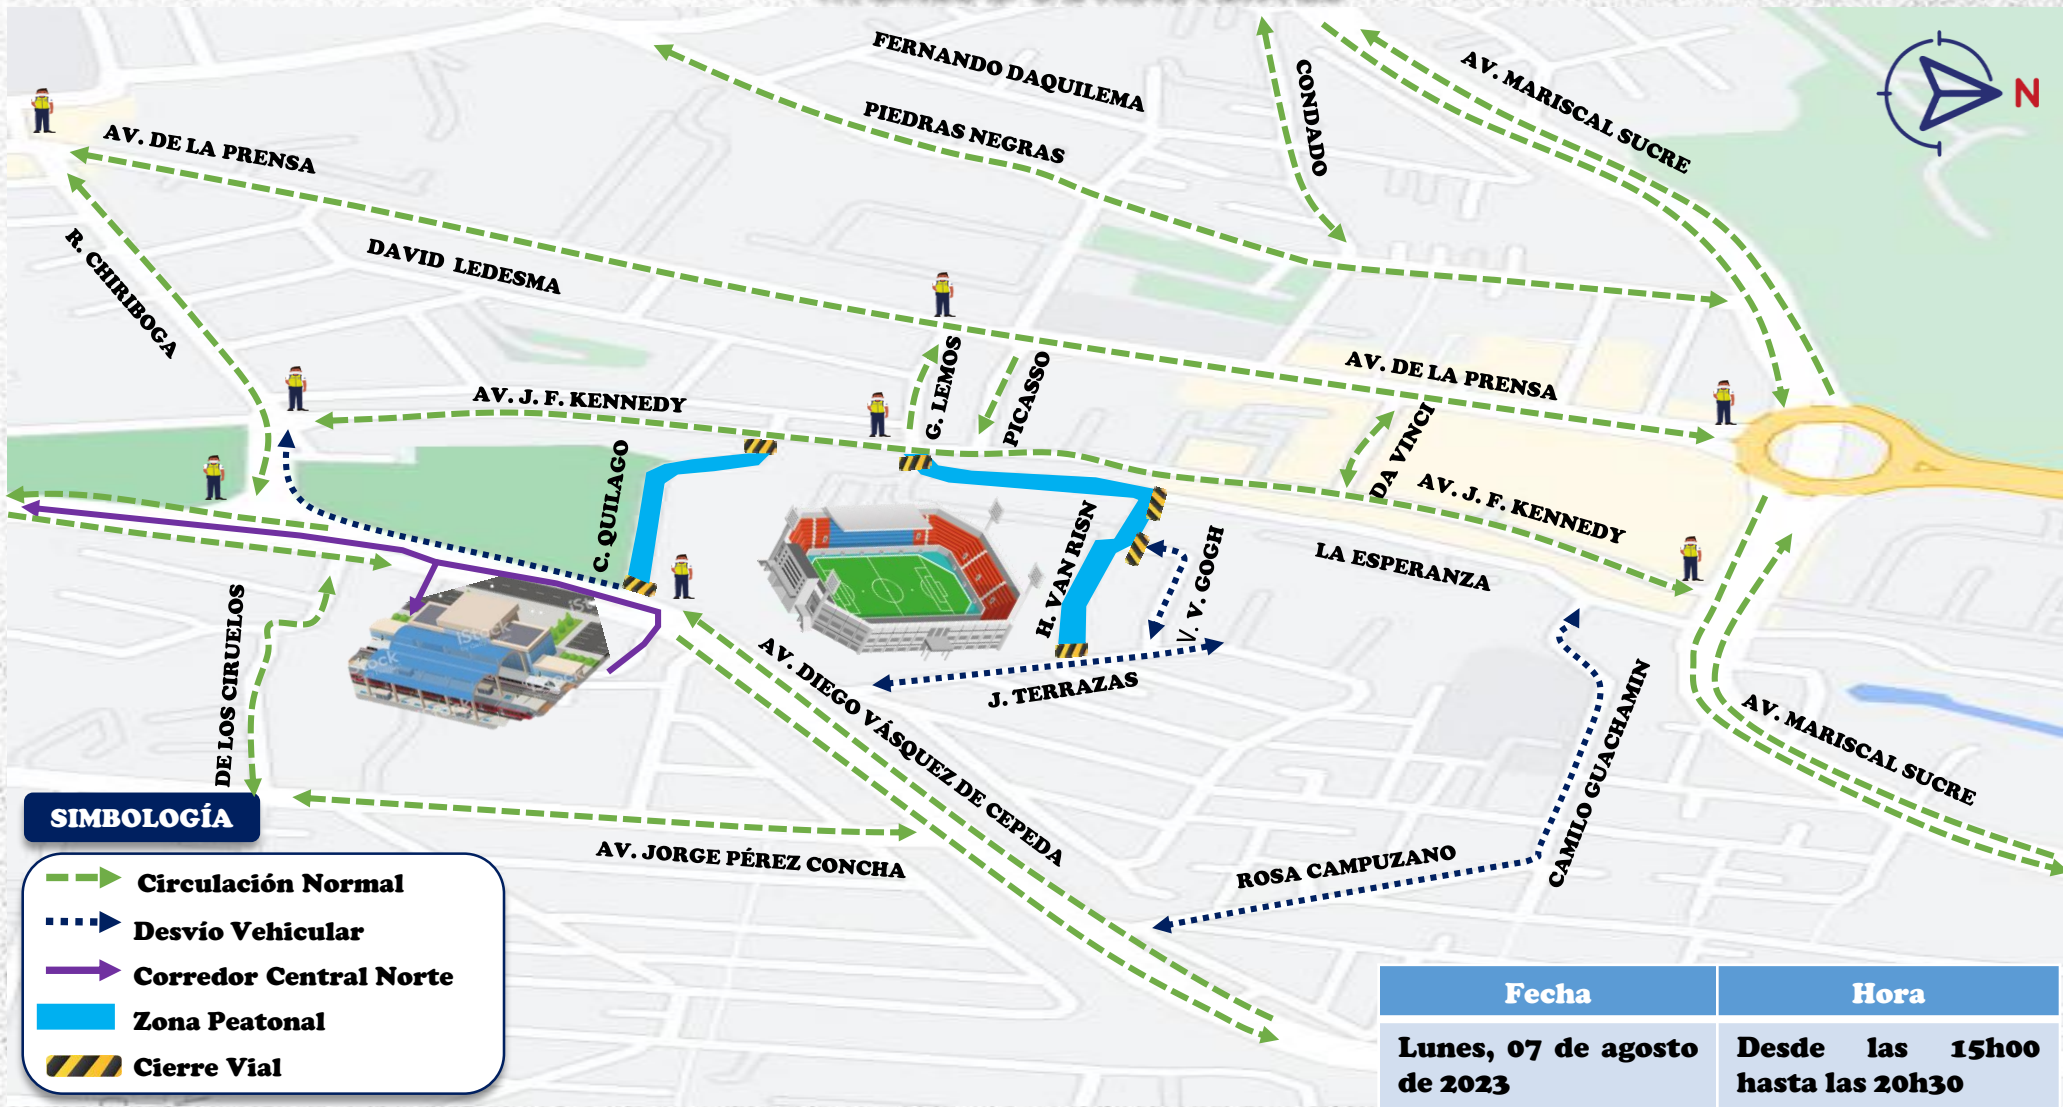 FERNANDO DAQUILEMA
PIEDRAS NEGRAS
CONDADO
AV. MARISCAL SUCRE
N
AV. DE LA PRENSA
R. CHIRIBOGA
DAVID LEDESMA
AV. J. F. KENNEDY
G. LEMOS
PICASSO
AV. DE LA PRENSA
DA VINCI
AV. J. F. KENNEDY
C. QUILAGO
H. VAN RISN
V. V. GOGH
LA ESPERANZA
DE LOS CIRUELOS
iStock
AV. DIEGO VÁSQUEZ DE CEPEDA
J. TERRAZAS
CAMILO GUACHAMIN
AV. MARISCAL SUCRE
AV. JORGE PÉREZ CONCHA
ROSA CAMPUZANO
SIMBOLOGÍA
Circulación Normal
Desvío Vehicular
Corredor Central Norte
Zona Peatonal
Cierre Vial
Fecha
Hora
Lunes, 07 de agosto
de 2023
Desde las 15h00
hasta las 20h30